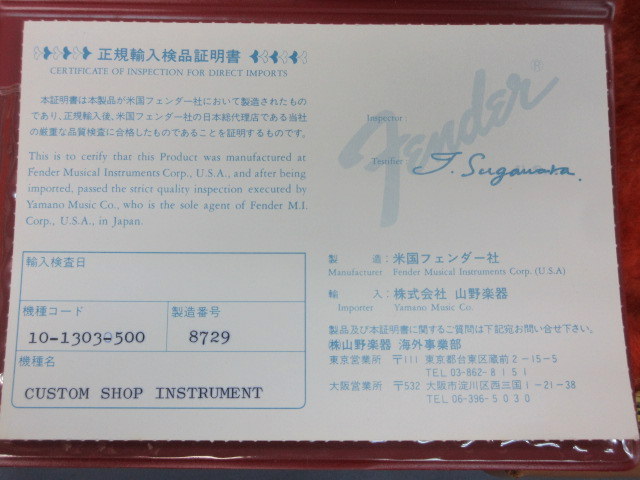 正規輸入検品証明書
CERTIFICATE OF INSPECTION FOR DIRECT IMPORTS
本証明書は本製品が米国フェンダー社において製造されたもの
であり、正規輸入後、米国フェンダー社の日本総代理店である当社
の厳重な品質検査に合格したものであることを証明するものです。
This is to cerify that this Product was manufactured at
Fender Musical Instruments Corp., U.S.A., and after being
imported, passed the strict quality inspection executed by
Yamano Music Co., who is the sole agent of Fender M.I.
Corp., U.S.A., in Japan.
輸入検査日
機種コード 製造番号
10-1303-500 8729
機種名
CUSTOM SHOP INSTRUMENT
Fender®
Inspector
Testifier T. Sugawara.
製 造：米国フェンダー社
Manufacturer Fender Musical Instruments Corp. (U.S.A)
輸 入：株式会社 山野楽器
Importer Yamano Music Co.
製品及び本証明書に関するご質問は下記宛お問い合せ下さい。
㈱山野楽器 海外事業部
東京営業所 〒111 東京都台東区蔵前2-15-5
TEL 03-862-8151
大阪営業所 〒532 大阪市淀川区西三国1-21-38
TEL 06-396-5030